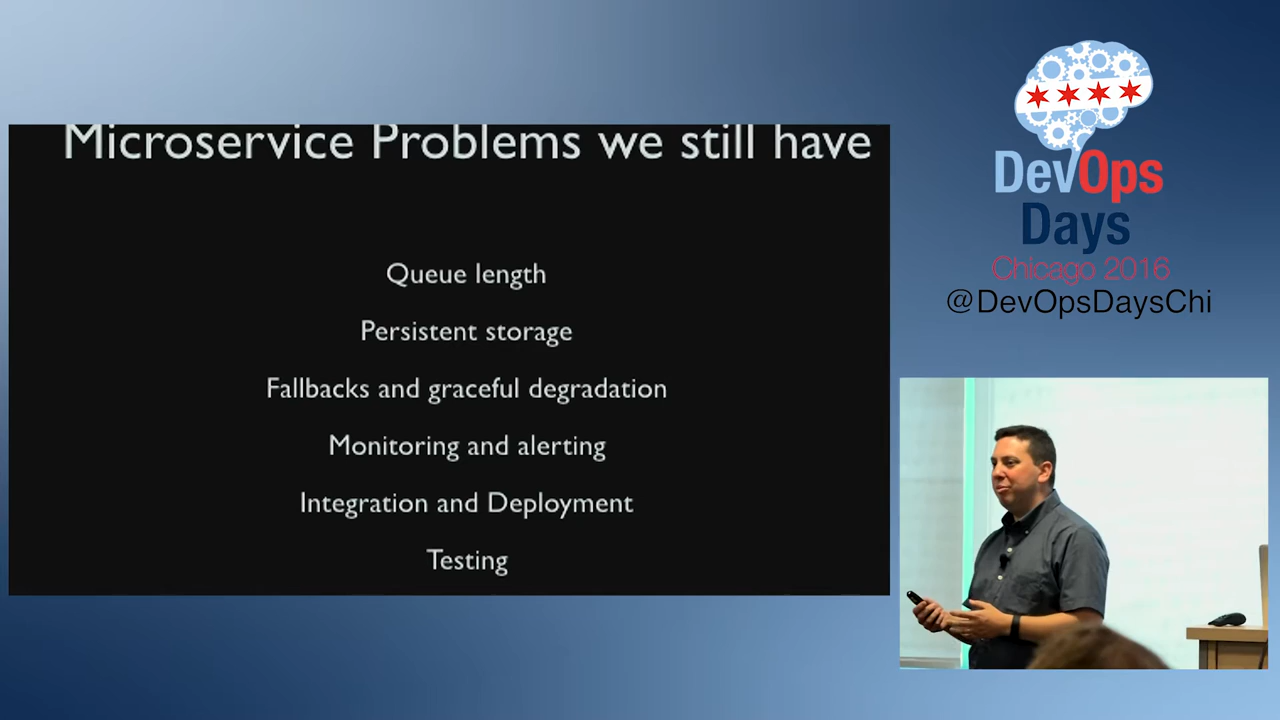 Microservice Problems we still have
Queue length
Persistent storage
Fallbacks and graceful degradation
Monitoring and alerting
Integration and Deployment
Testing
DevOps
Days
Chicago 2016
@DevOpsDaysChi